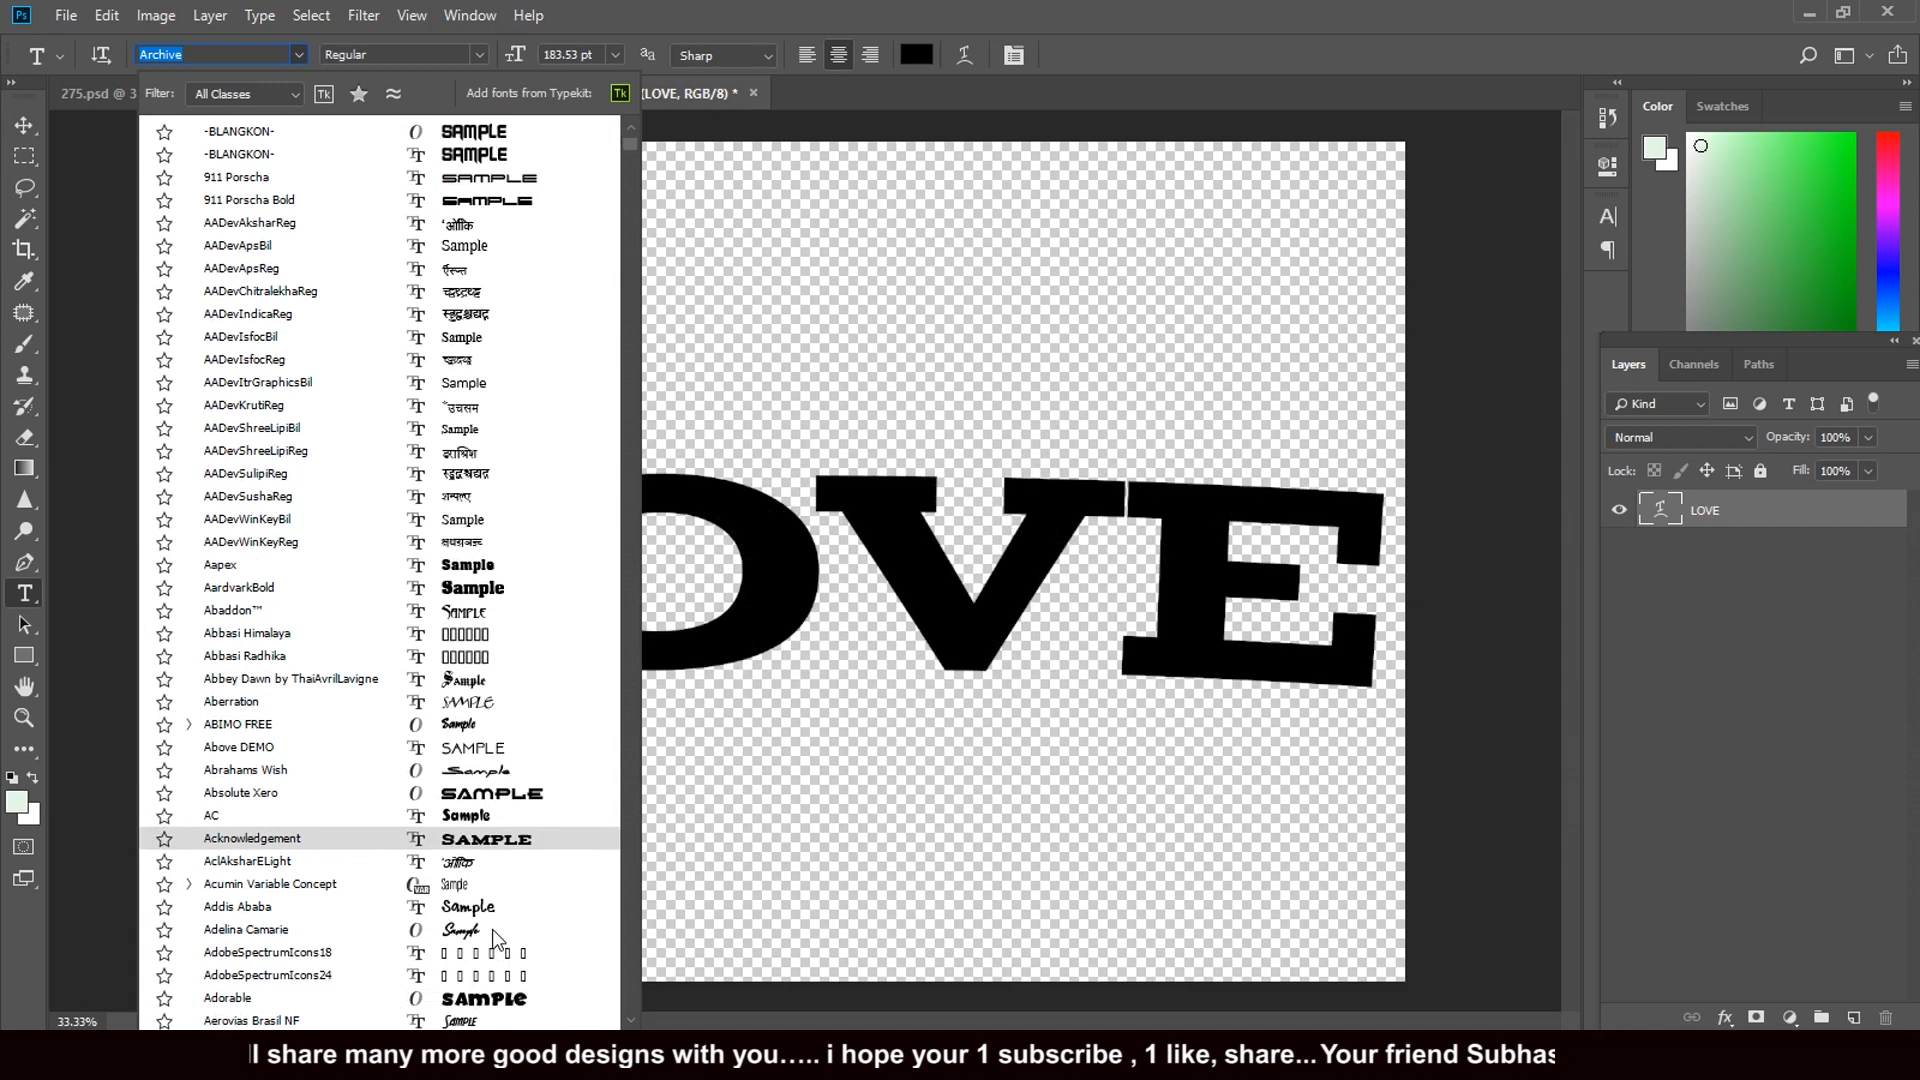 Ps File Edit Image Layer Type Select Filter View Window Help
T Archive Regular 183.53 pt aa Sharp
275.psd @ 3 (LOVE, RGB/8) *
Filter: All Classes Tk Add fonts from Typekit: Tk
-BLANGKON- SAMPLE
-BLANGKON- SAMPLE
911 Porscha SAMPLE
911 Porscha Bold SAMPLE
AADevAksharReg
AADevApsBil Sample
AADevApsReg
AADevChitralekhaReg
AADevIndicaReg
AADevIsfocBil Sample
AADevIsfocReg
AADevItrGraphicsBil Sample
AADevKrutiReg
AADevShreeLipiBil Sample
AADevShreeLipiReg
AADevSulipiReg
AADevSushaReg
AADevWinKeyBil Sample
AADevWinKeyReg
Aapex Sample
AardvarkBold Sample
Abaddon™ SAMPLE
Abbasi Himalaya
Abbasi Radhika
Abbey Dawn by ThaiAvrilLavigne Sample
Aberration SAMPLE
ABIMO FREE Sample
Above DEMO SAMPLE
Abrahams Wish Sample
Absolute Xero SAMPLE
AC Sample
Acknowledgement SAMPLE
AclAksharELight
Acumin Variable Concept Sample
Addis Ababa Sample
Adelina Camarie Sample
AdobeSpectrumIcons18
AdobeSpectrumIcons24
Adorable SAMPLE
Aerovias Brasil NF SAMPLE
OVE
Color Swatches
Layers Channels Paths
Kind
Normal Opacity: 100%
Lock: Fill: 100%
LOVE
33.33%
l share many more good designs with you..... i hope your 1 subscribe , 1 like, share... Your friend Subhas